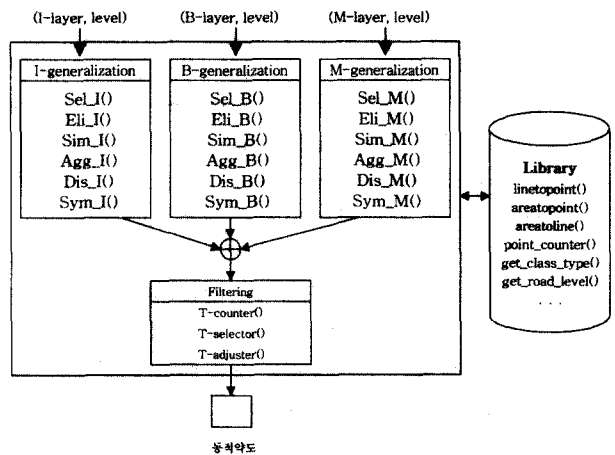 (I-layer, level)
(B-layer, level)
(M-layer, level)
I-generalization
Sel_I()
Eli_I()
Sim_I()
Agg_I()
Dis_I()
Sym_I()
B-generalization
Sel_B()
Eli_B()
Sim_B()
Agg_B()
Dis_B()
Sym_B()
M-generalization
Sel_M()
Eli_M()
Sim_M()
Agg_M()
Dis_M()
Sym_M()
Library
linetopoint()
areatopoint()
areatoline()
point_counter()
get_class_type()
get_road_level()
. . .
Filtering
T-counter()
T-selector()
T-adjuster()
동적약도